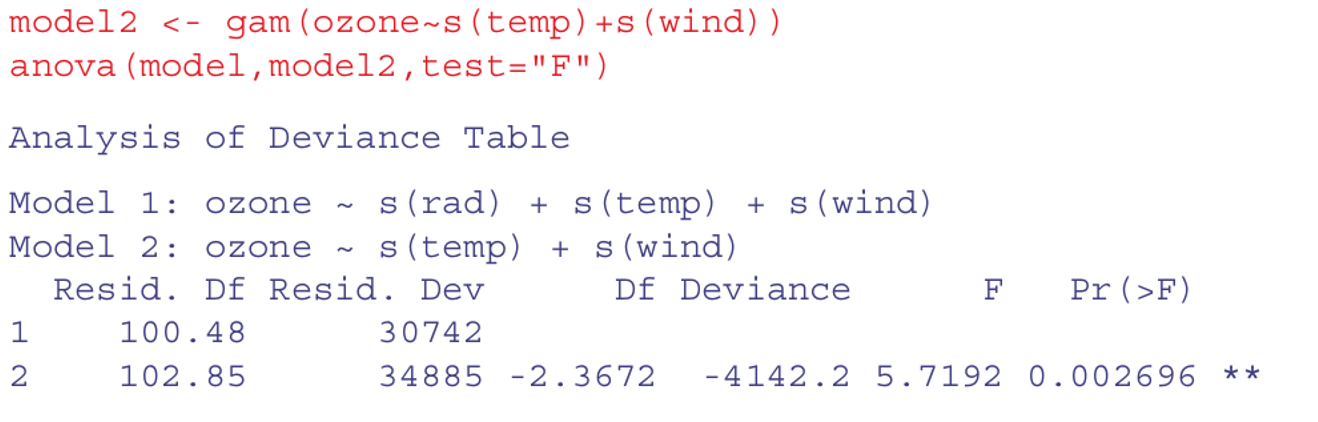 model2 <- gam(ozone~s(temp)+s(wind))
anova(model,model2,test="F")
Analysis of Deviance Table
Model 1: ozone ~ s(rad) + s(temp) + s(wind)
Model 2: ozone ~ s(temp) + s(wind)
Resid. Df Resid. Dev Df Deviance F Pr(>F)
1 100.48 30742
2 102.85 34885 -2.3672 -4142.2 5.7192 0.002696 **